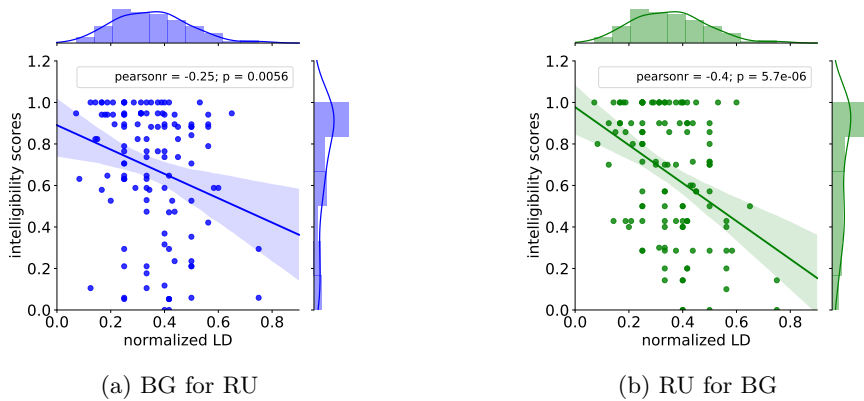 pearsonr = -0.25; p = 0.0056
intelligibility scores
1.2
1.0
0.8
0.6
0.4
0.2
0.0
0.0 0.2 0.4 0.6 0.8
normalized LD
(a) BG for RU
pearsonr = -0.4; p = 5.7e-06
intelligibility scores
1.2
1.0
0.8
0.6
0.4
0.2
0.0
0.0 0.2 0.4 0.6 0.8
normalized LD
(b) RU for BG